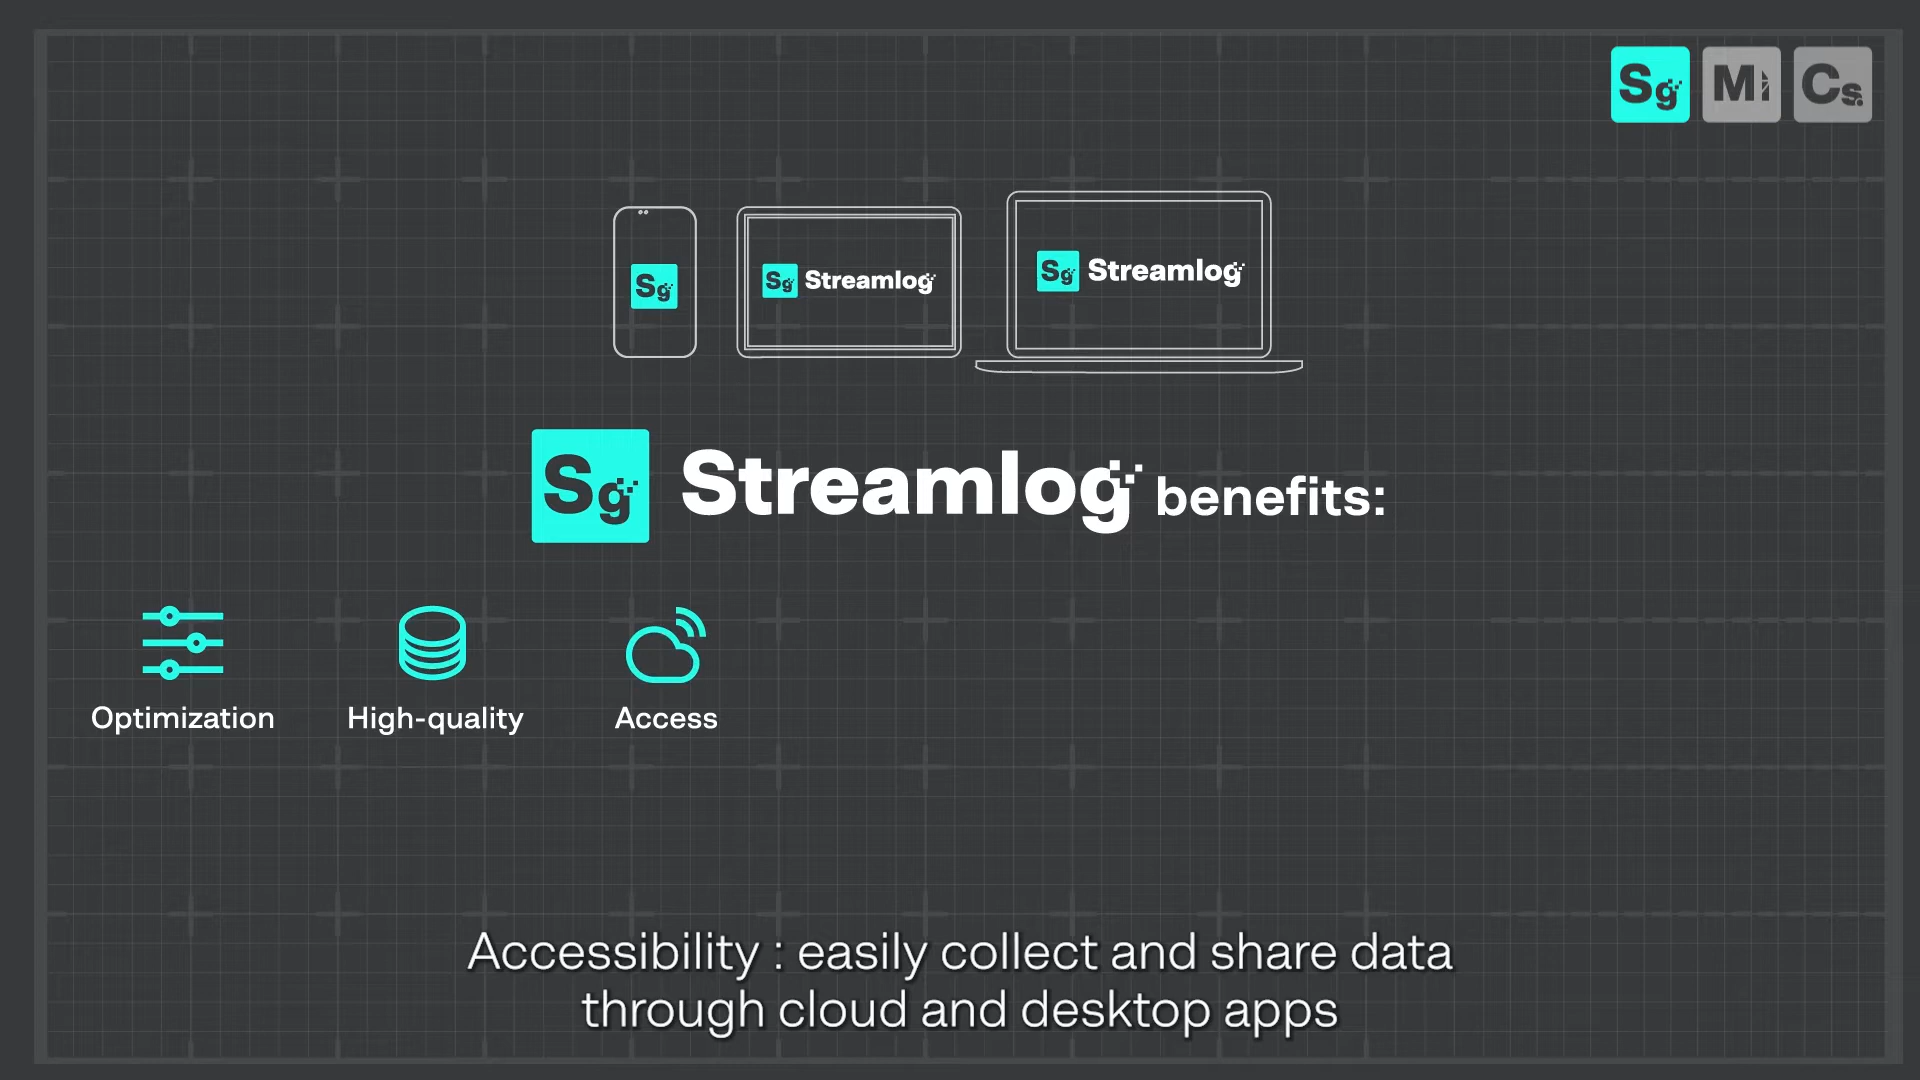 Sg Mi Cs.
Sg
Sg Streamlog
Sg Streamlog
Sg Streamlog benefits:
Optimization
High-quality
Access
Accessibility : easily collect and share data
through cloud and desktop apps